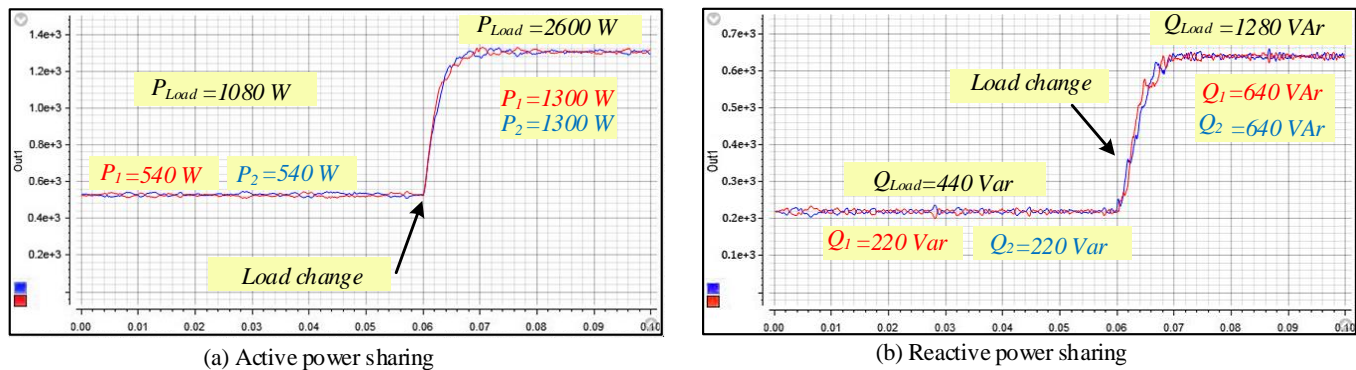 P_Load =2600 W
1.4e+3
1.2e+3
P_Load =1080 W
P_1 =1300 W
P_2 =1300 W
1.0e+3
0.8e+3
Out1
P_1 =540 W
P_2 =540 W
0.6e+3
0.4e+3
0.2e+3
Load change
0.00 0.01 0.02 0.03 0.04 0.05 0.06 0.07 0.08 0.09 0.10
(a) Active power sharing
Q_Load =1280 VAr
0.7e+3
0.6e+3
Load change
Q_1 =640 VAr
Q_2 =640 VAr
0.5e+3
0.4e+3
Out1
0.3e+3
Q_Load=440 Var
0.2e+3
Q_1 =220 Var
Q_2 =220 Var
0.1e+3
0.00 0.01 0.02 0.03 0.04 0.05 0.06 0.07 0.08 0.09 0.10
(b) Reactive power sharing